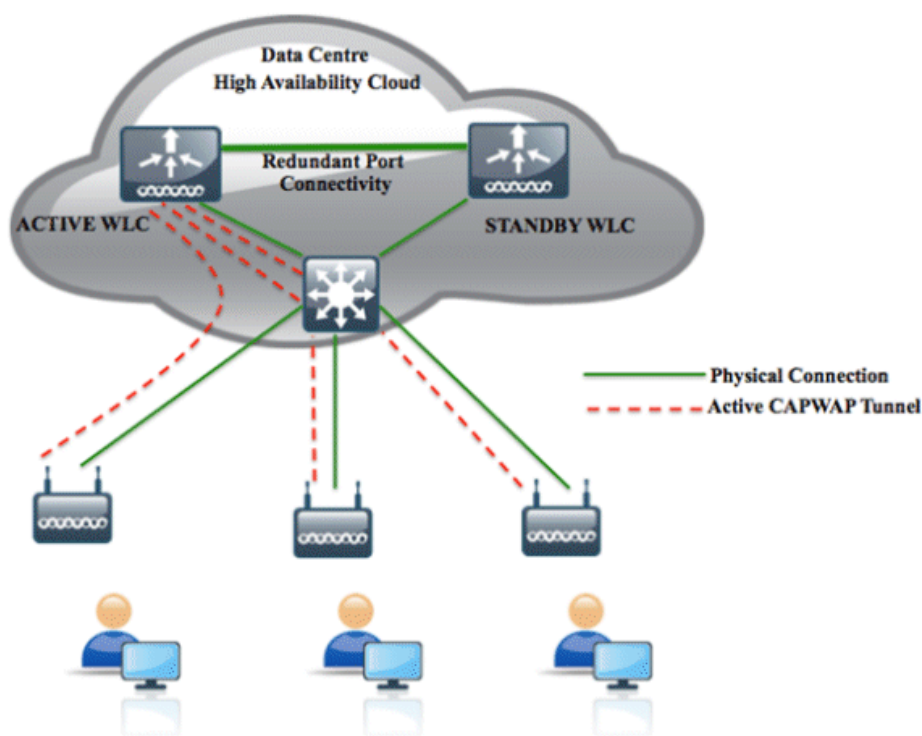 Data Centre
High Availability Cloud
Redundant Port
Connectivity
ACTIVE WLC
STANDBY WLC
Physical Connection
Active CAPWAP Tunnel